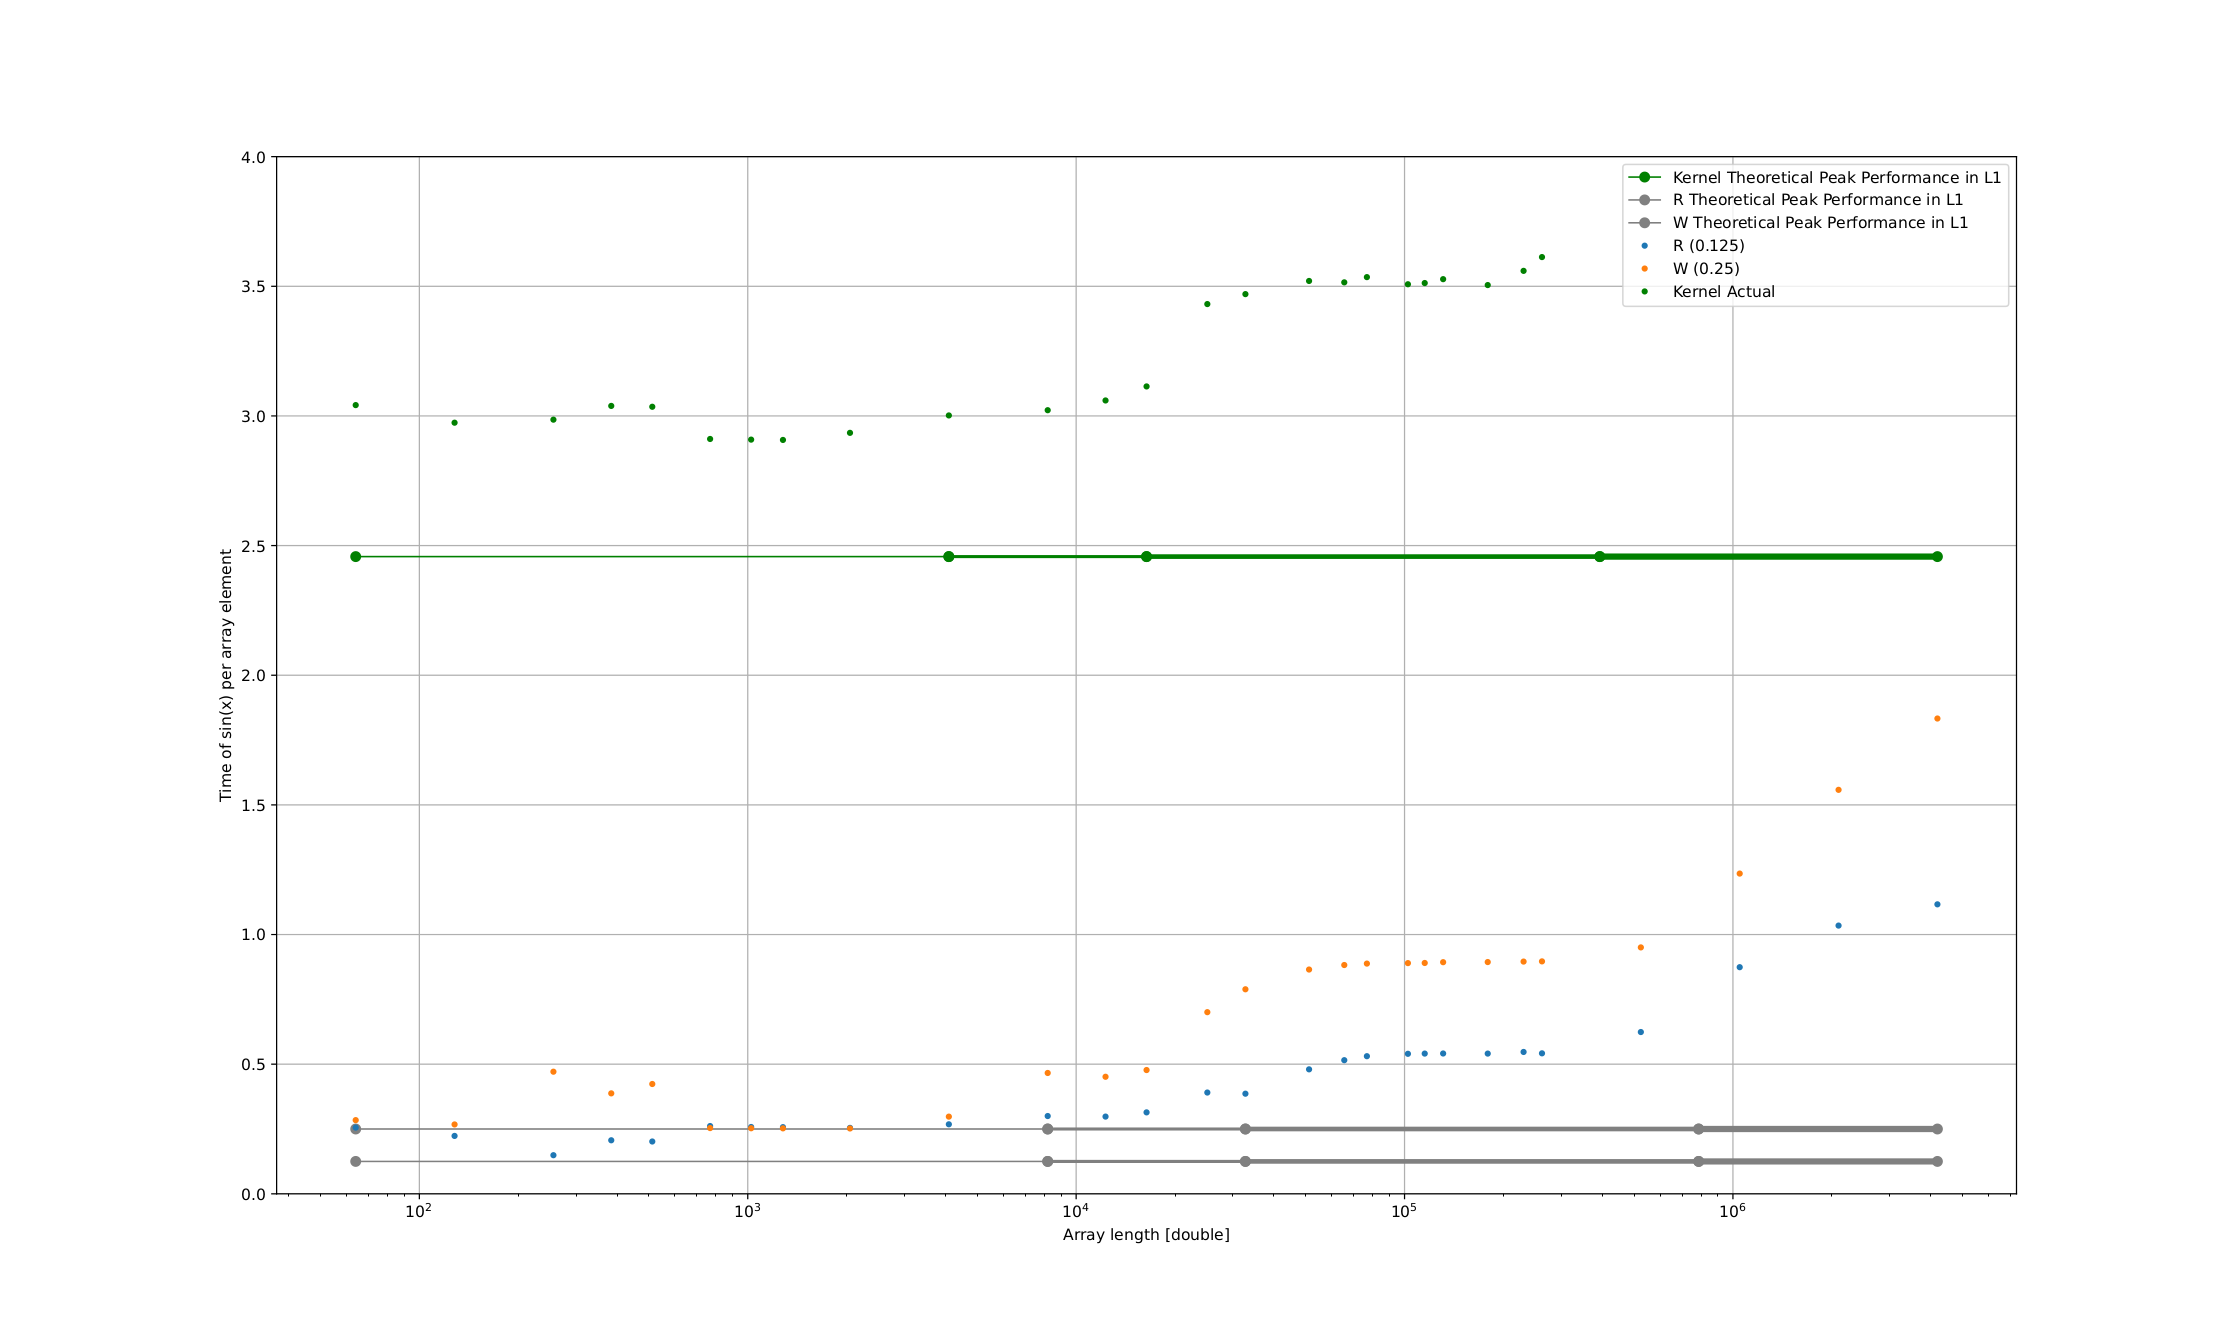 4.0
3.5
3.0
2.5
2.0
1.5
1.0
0.5
0.0
Time of sin(x) per array element
Kernel Theoretical Peak Performance in L1
R Theoretical Peak Performance in L1
W Theoretical Peak Performance in L1
R (0.125)
W (0.25)
Kernel Actual
10² 10³ 10⁴ 10⁵ 10⁶
Array length [double]